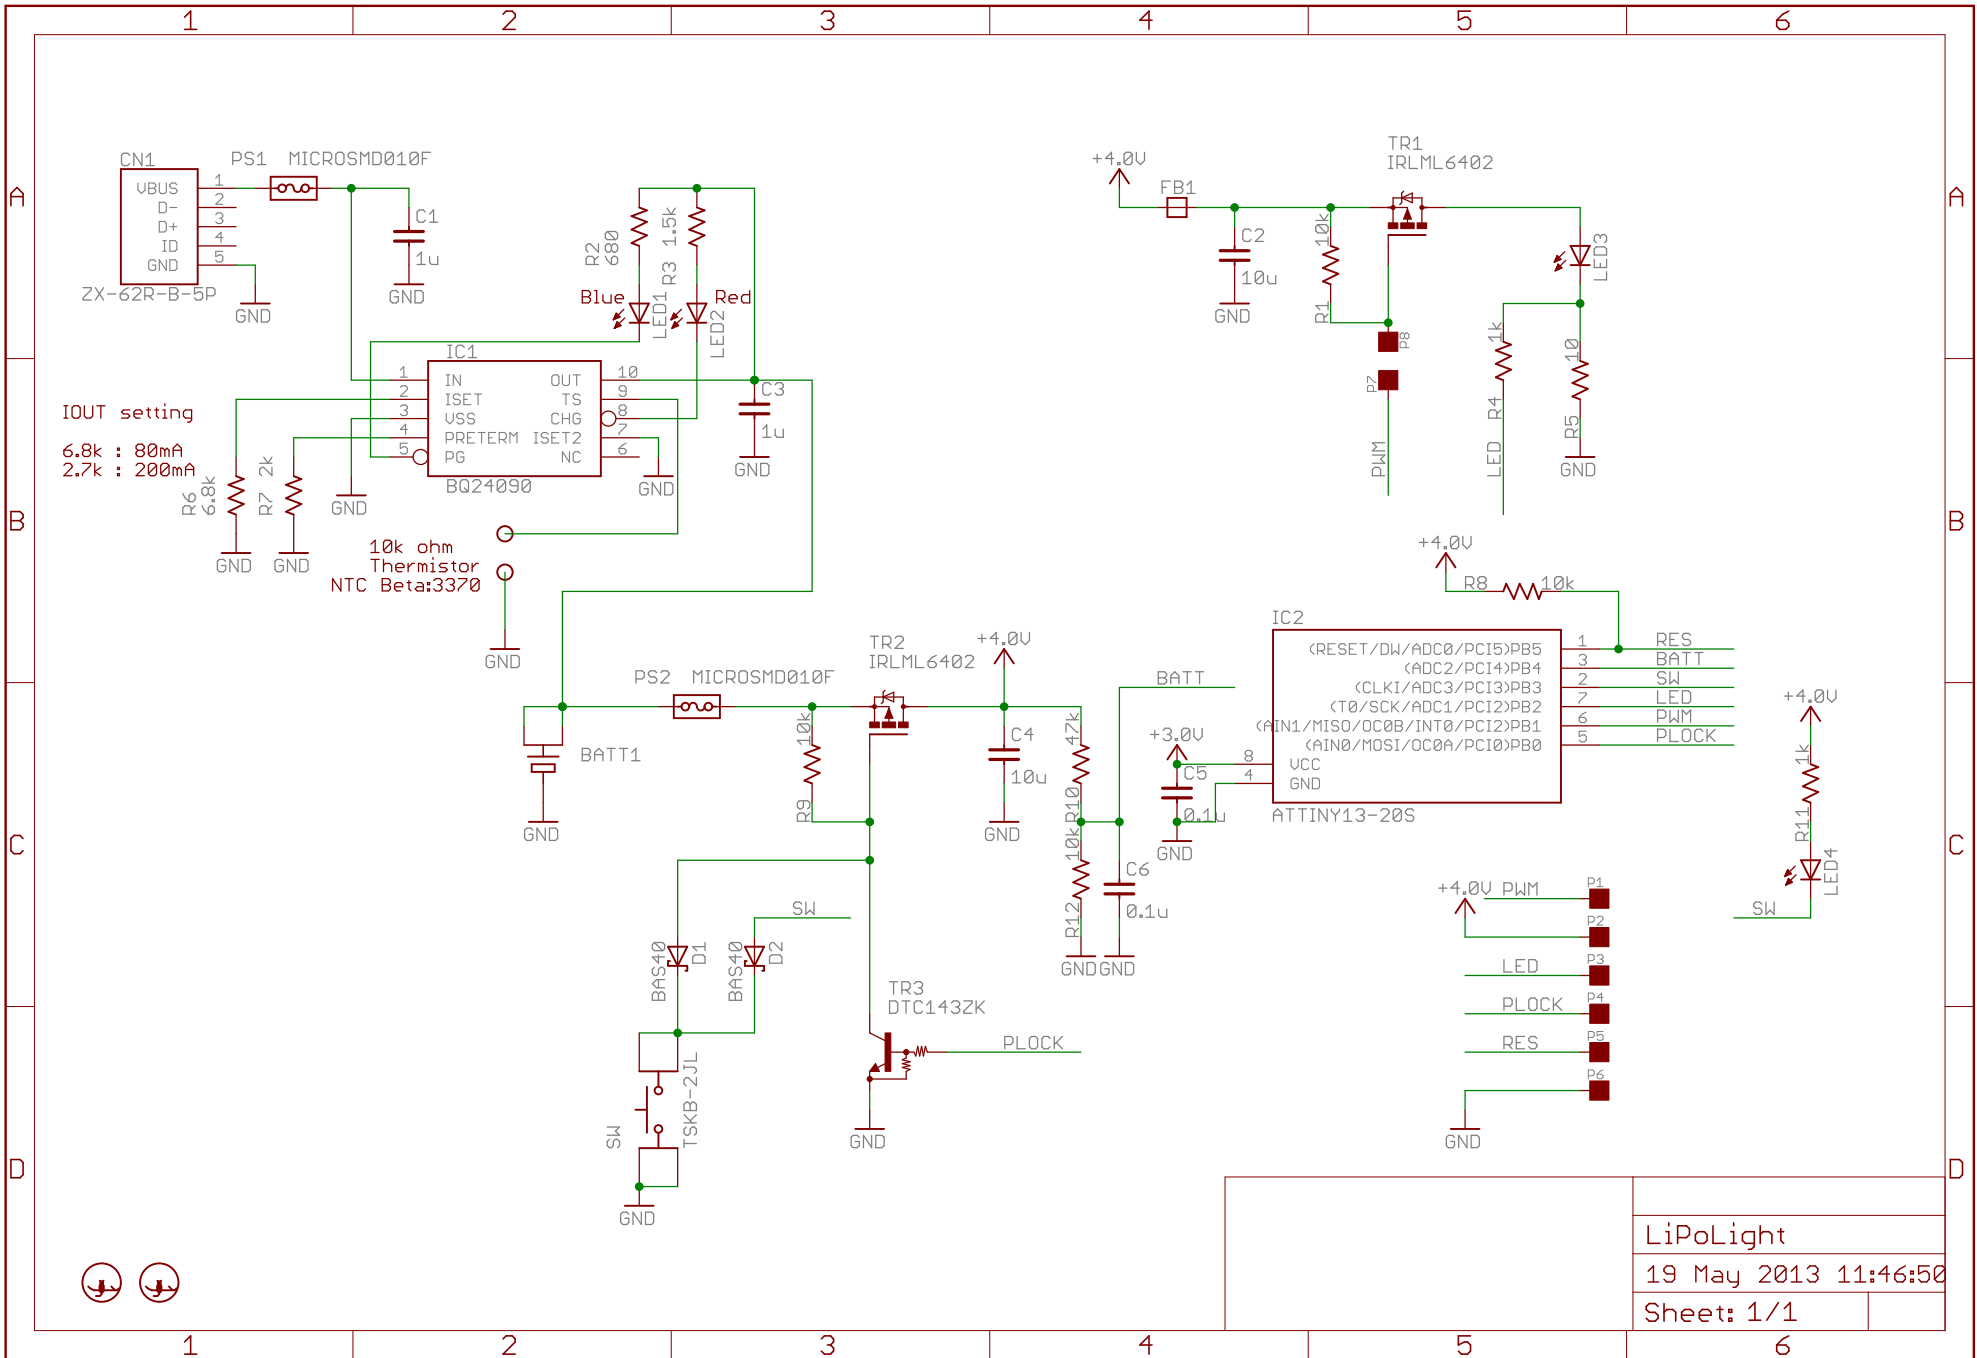 1 2 3 4 5 6
A
A
B
B
C
C
D
D
1 2 3 4 5 6
CN1
VBUS 1
D- 2
D+ 3
ID 4
GND 5
ZX-62R-B-5P
GND
PS1 MICROSMD010F
C1
1u
GND
R2
680
R3 1.5k
Blue
LED1
Red
LED2
IC1
1 IN
2 ISET
3 VSS
4 PRETERM
5 PG
OUT 10
TS 9
CHG 8
ISET2 7
NC 6
BQ24090
C3
1u
GND
GND
GND
IOUT setting
6.8k : 80mA
2.7k : 200mA
R6
6.8k
GND
R7 2k
GND
10k ohm
Thermistor
NTC Beta:3370
GND
+4.0V
FB1
C2
10u
GND
R1 10k
TR1
IRLML6402
P8
P7
PWM
LED3
R4 1k
LED
R5 10
GND
PS2 MICROSMD010F
BATT1
GND
R9 10k
TR2
IRLML6402
+4.0V
C4
10u
GND
R10 47k
R12 10k
GND
C6
0.1u
GND
BATT
+3.0V
C5
0.1u
GND
+4.0V
R8 10k
IC2
(RESET/DW/ADC0/PCI5)PB5 1 RES
(ADC2/PCI4)PB4 3 BATT
(CLKI/ADC3/PCI3)PB3 2 SW
(T0/SCK/ADC1/PCI2)PB2 7 LED
(AIN1/MISO/OC0B/INT0/PCI2)PB1 6 PWM
(AIN0/MOSI/OC0A/PCI0)PB0 5 PLOCK
8 VCC
4 GND
ATTINY13-20S
+4.0V
R11 1k
LED4
SW
SW
BAS40
D1
BAS40
D2
SW
TSKB-2JL
GND
TR3
DTC143ZK
PLOCK
GND
+4.0V PWM P1
P2
LED P3
PLOCK P4
RES P5
P6
GND
LiPoLight
19 May 2013 11:46:50
Sheet: 1/1